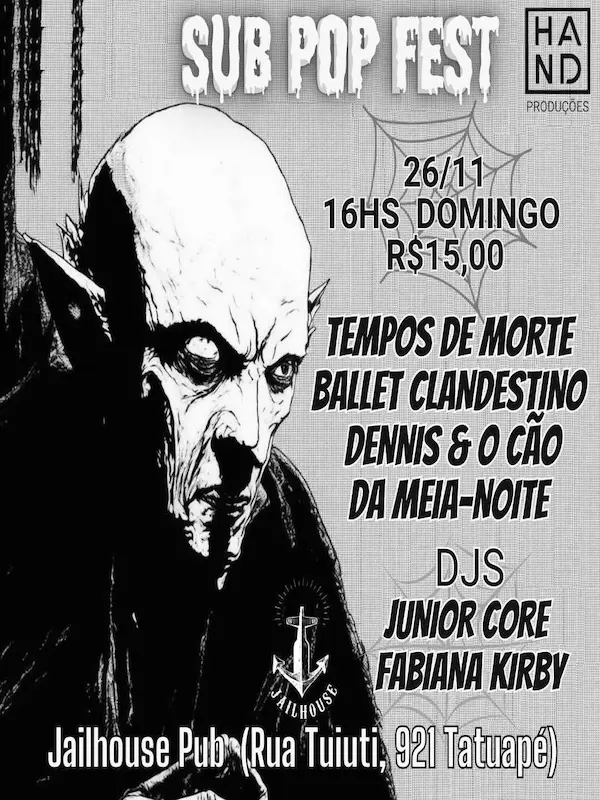 SUB POP FEST
HA
ND
PRODUÇÕES
26/11
16HS DOMINGO
R$15,00
TEMPOS DE MORTE
BALLET CLANDESTINO
DENNIS & O CÃO
DA MEIA-NOITE
DJS
JUNIOR CORE
FABIANA KIRBY
JAILHOUSE
Jailhouse Pub (Rua Tuiuti, 921 Tatuapé)